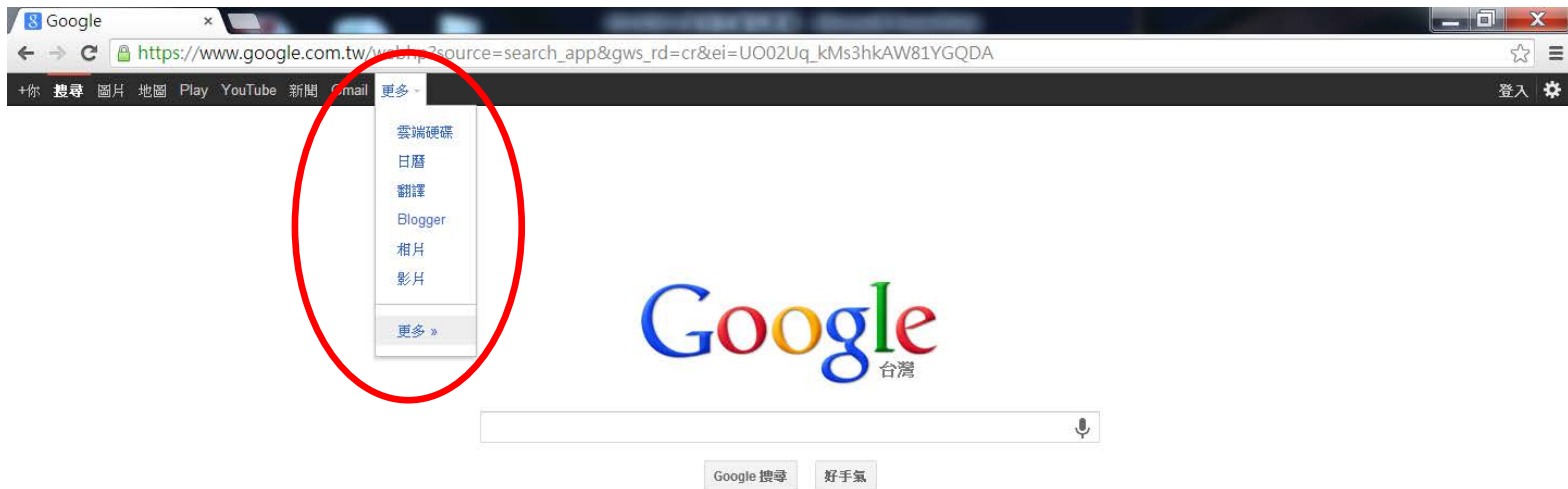 Google
https://www.google.com.tw/webhp?source=search_app&gws_rd=cr&ei=UO02Uq_kMs3hkAW81YGQDA
+你 搜尋 圖片 地圖 Play YouTube 新聞 Gmail 更多 登入
雲端硬碟
日曆
翻譯
Blogger
相片
影片
更多 »
Google
台灣
Google 搜尋 好手氣